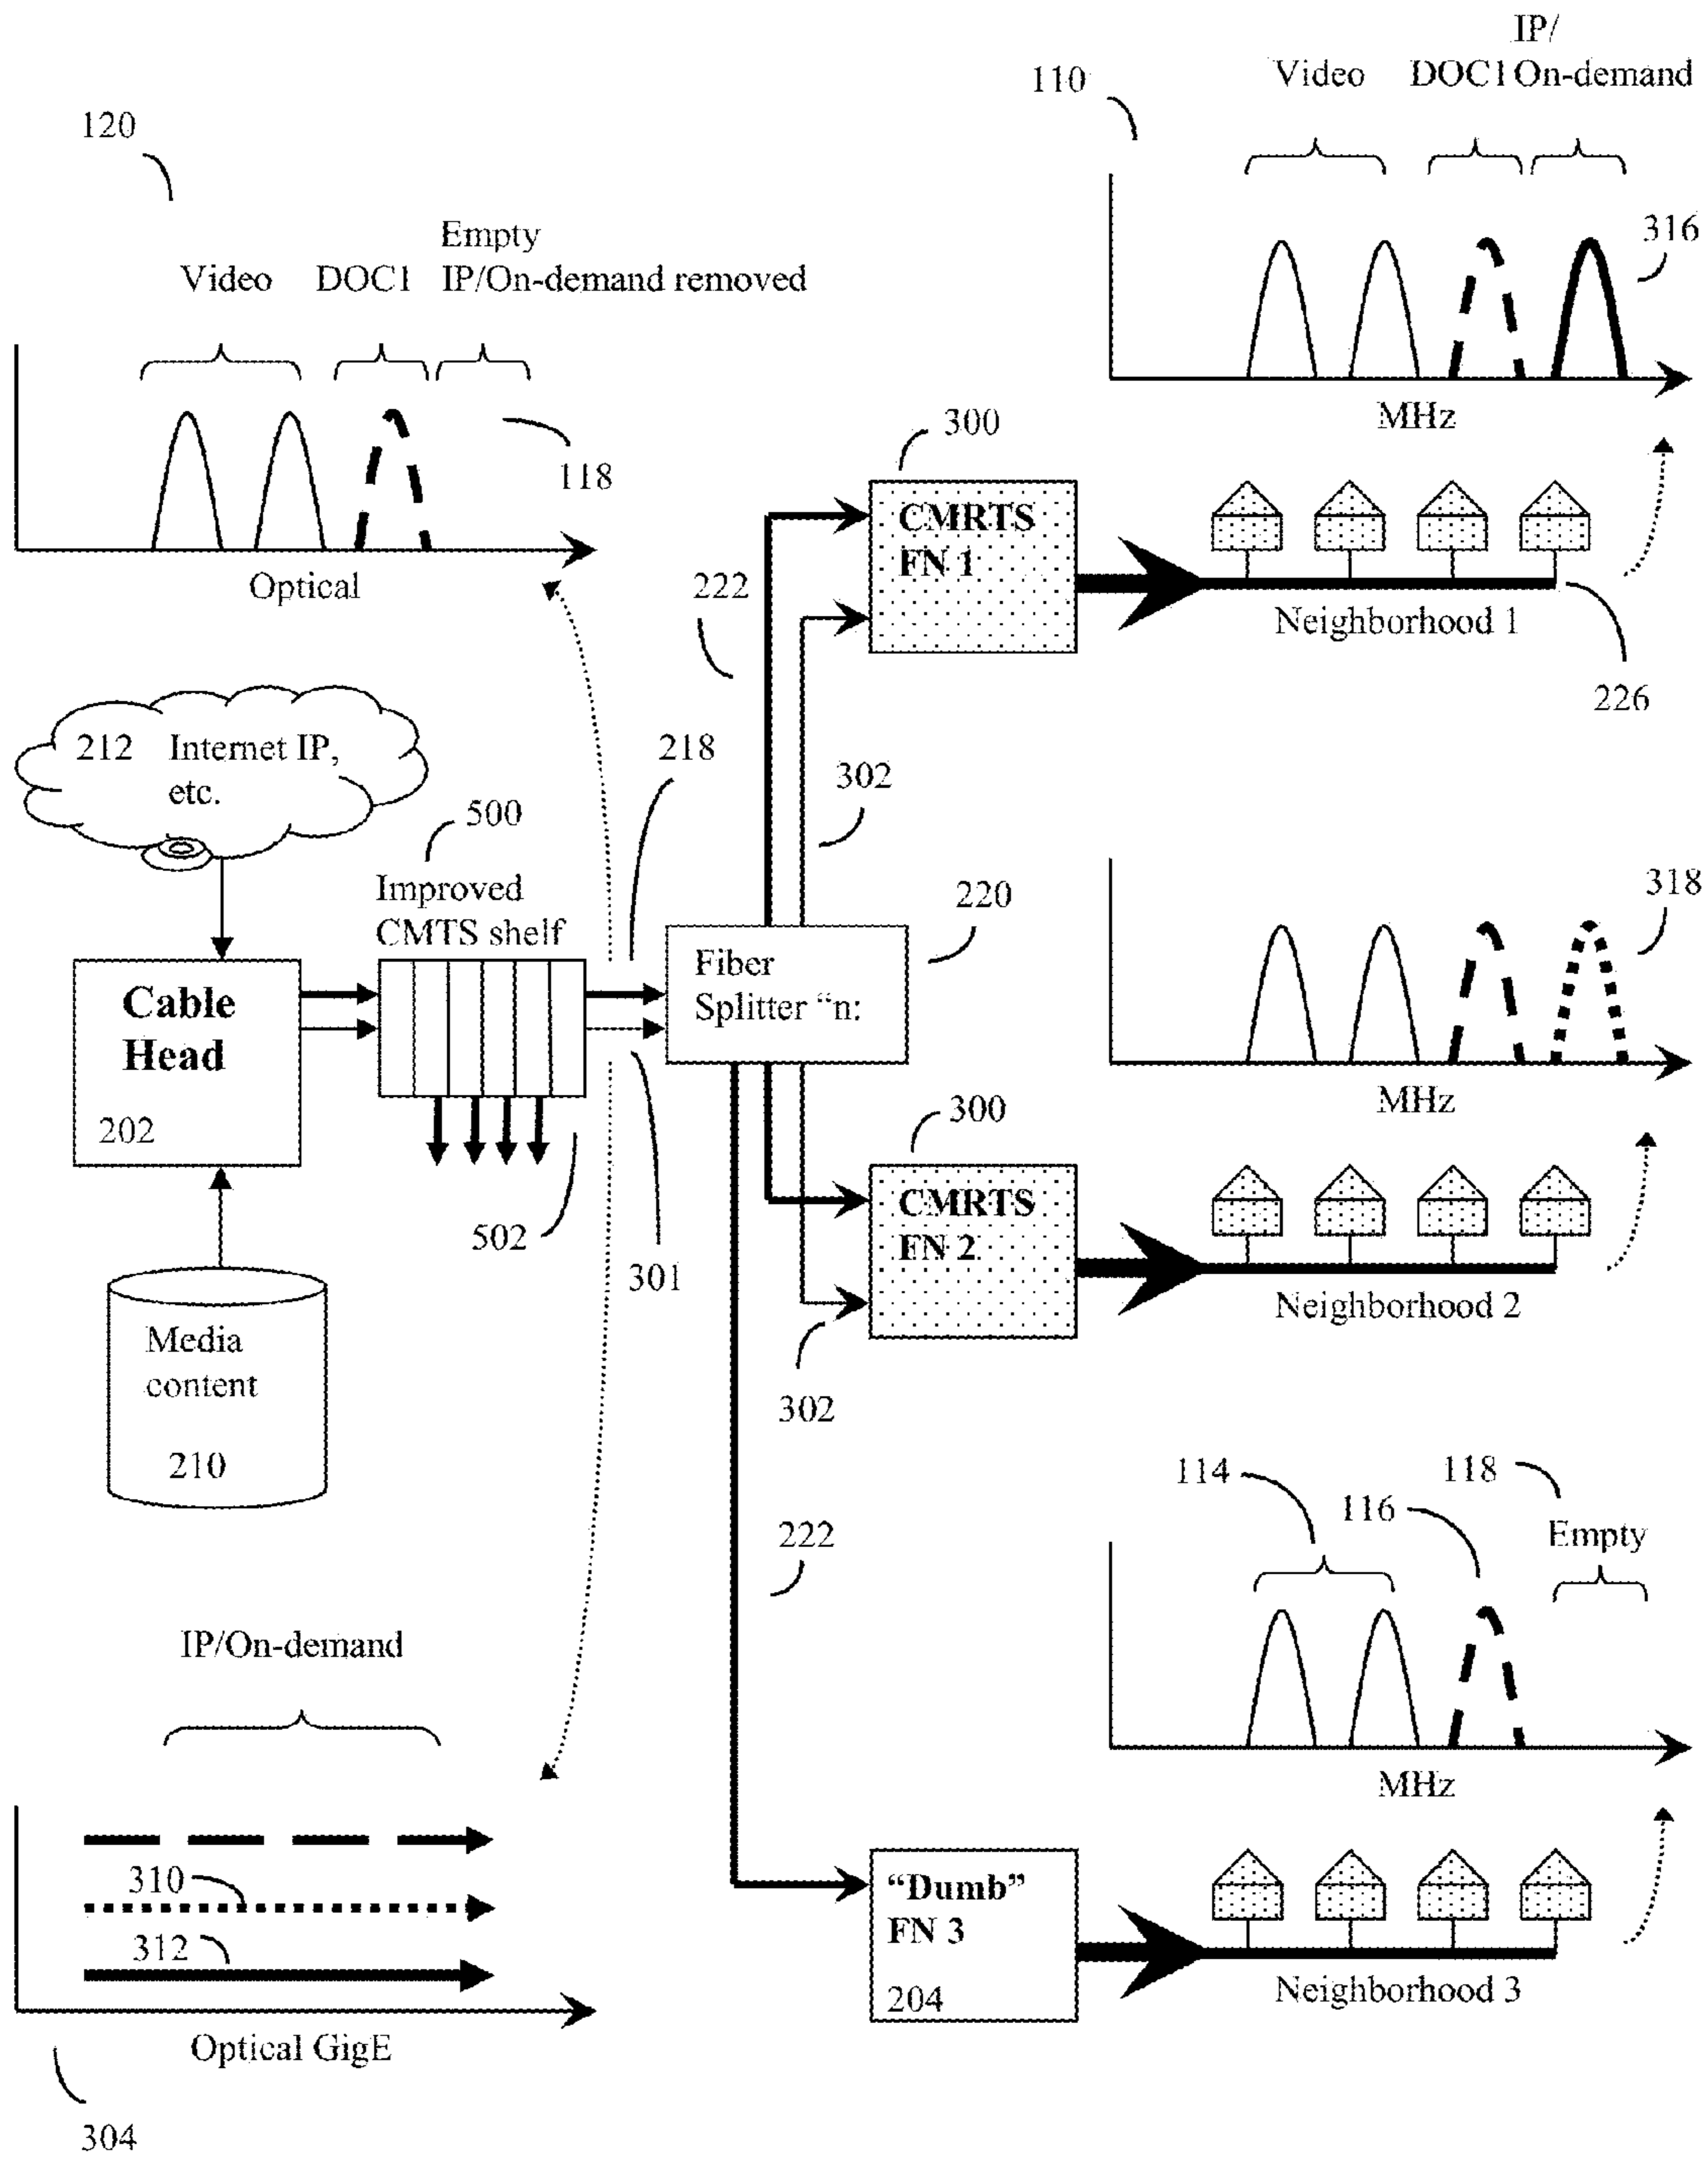 IP/
110 Video DOC1 On-demand
120
316
Empty
Video DOC1 IP/On-demand removed
MHz
300
118
CMRTS
FN 1
Optical
222
Neighborhood 1
226
212 Internet IP,
etc.
218
302
500
Improved
CMTS shelf
220
318
Fiber
Splitter “n:
Cable
Head
202
MHz
300
CMRTS
FN 2
502
301
Neighborhood 2
302
Media
content
210
114
118
116
Empty
222
IP/On-demand
MHz
310
312
“Dumb”
FN 3
204
Neighborhood 3
Optical GigE
304